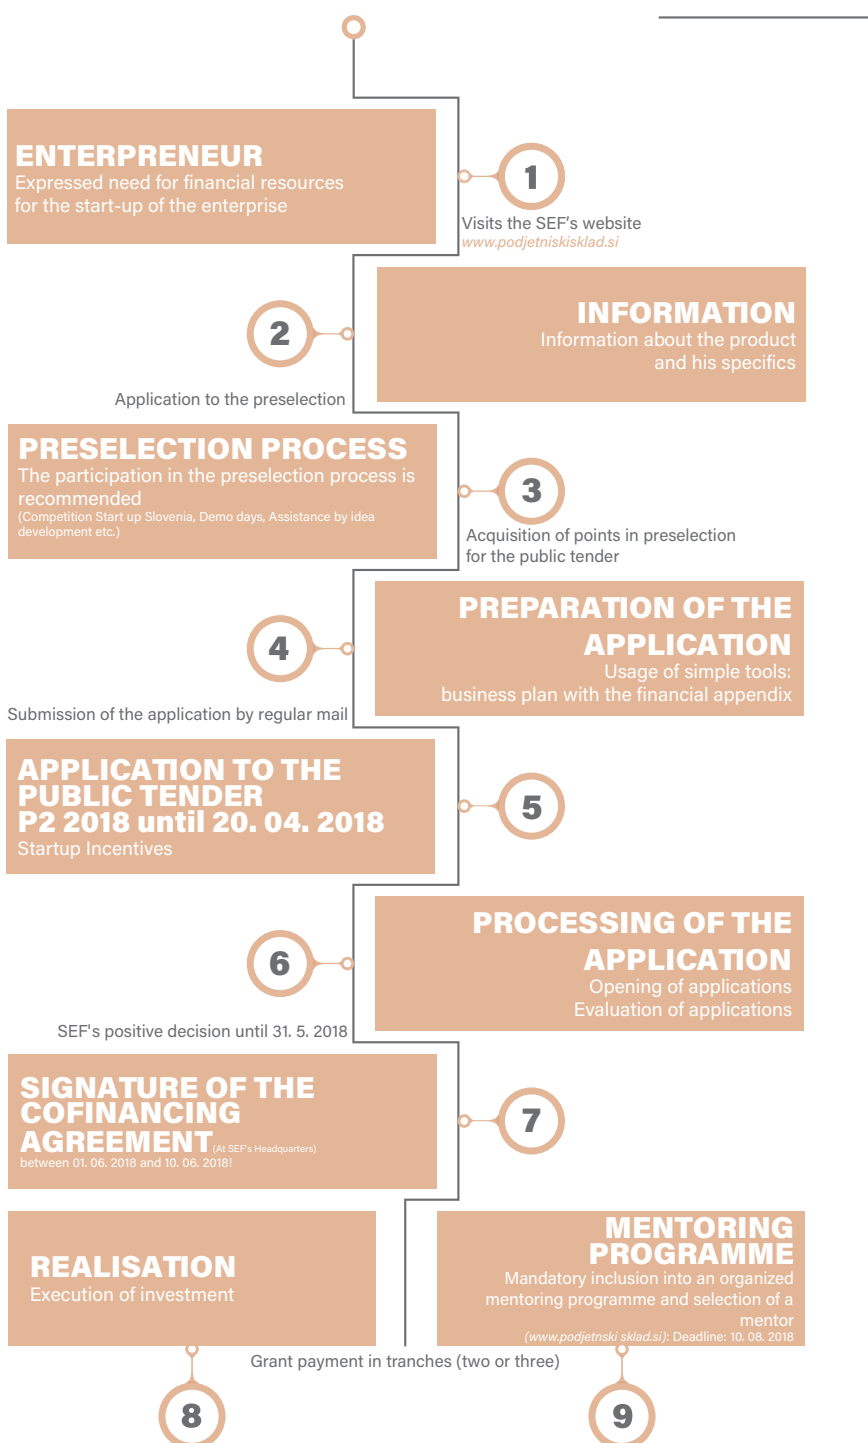 ENTERPRENEUR
Expressed need for financial resources
for the start-up of the enterprise
1
Visits the SEF's website
www.podjetniskisklad.si
INFORMATION
Information about the product
and his specifics
2
Application to the preselection
PRESELECTION PROCESS
The participation in the preselection process is
recommended
(Competition Start up Slovenia, Demo days, Assistance by idea
development etc.)
3
Acquisition of points in preselection
for the public tender
PREPARATION OF THE
APPLICATION
Usage of simple tools:
business plan with the financial appendix
4
Submission of the application by regular mail
APPLICATION TO THE
PUBLIC TENDER
P2 2018 until 20. 04. 2018
Startup Incentives
5
PROCESSING OF THE
APPLICATION
Opening of applications
Evaluation of applications
6
SEF's positive decision until 31. 5. 2018
SIGNATURE OF THE
COFINANCING
AGREEMENT (At SEF's Headquarters)
between 01. 06. 2018 and 10. 06. 2018!
7
REALISATION
Execution of investment
MENTORING
PROGRAMME
Mandatory inclusion into an organized
mentoring programme and selection of a
mentor
(www.podjetnski sklad.si): Deadline: 10. 08. 2018
Grant payment in tranches (two or three)
8
9